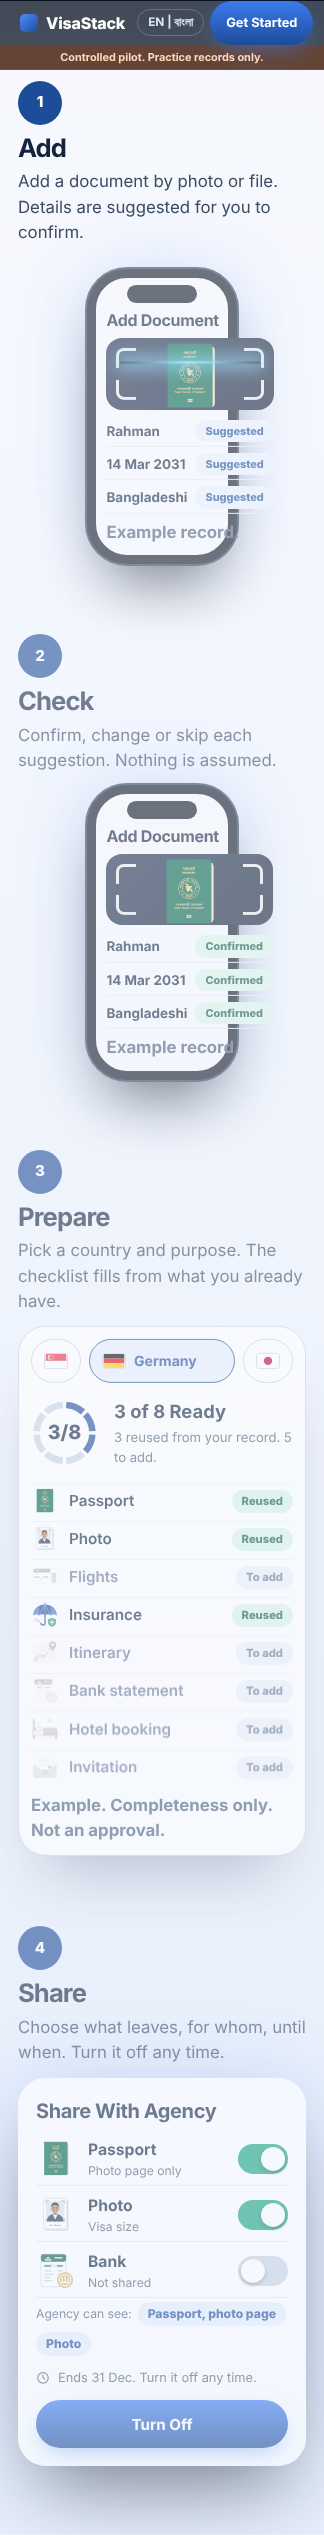 VisaStack
EN | বাংলা
Get Started
Controlled pilot. Practice records only.
1
Add
Add a document by photo or file.
Details are suggested for you to
confirm.
Add Document
Rahman Suggested
14 Mar 2031 Suggested
Bangladeshi Suggested
Example record.
2
Check
Confirm, change or skip each
suggestion. Nothing is assumed.
Add Document
Rahman Confirmed
14 Mar 2031 Confirmed
Bangladeshi Confirmed
Example record.
3
Prepare
Pick a country and purpose. The
checklist fills from what you already
have.
Germany
3/8
3 of 8 Ready
3 reused from your record. 5
to add.
Passport Reused
Photo Reused
Flights To add
Insurance Reused
Itinerary To add
Bank statement To add
Hotel booking To add
Invitation To add
Example. Completeness only.
Not an approval.
4
Share
Choose what leaves, for whom, until
when. Turn it off any time.
Share With Agency
Passport
Photo page only
Photo
Visa size
Bank
Not shared
Agency can see: Passport, photo page
Photo
Ends 31 Dec. Turn it off any time.
Turn Off